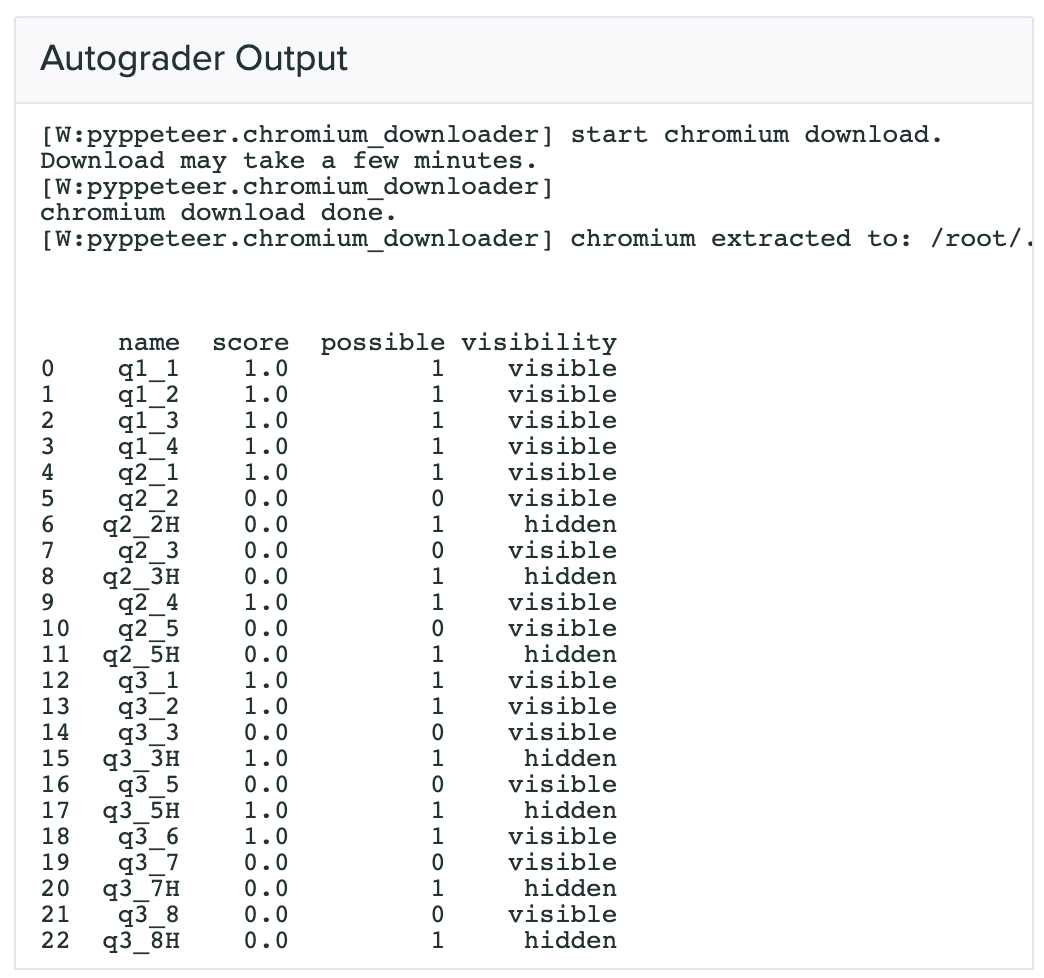 Autograder Output
[W:pyppeteer.chromium_downloader] start chromium download.
Download may take a few minutes.
[W:pyppeteer.chromium_downloader]
chromium download done.
[W:pyppeteer.chromium_downloader] chromium extracted to: /root/.
name score possible visibility
0 q1_1 1.0 1 visible
1 q1_2 1.0 1 visible
2 q1_3 1.0 1 visible
3 q1_4 1.0 1 visible
4 q2_1 1.0 1 visible
5 q2_2 0.0 0 visible
6 q2_2H 0.0 1 hidden
7 q2_3 0.0 0 visible
8 q2_3H 0.0 1 hidden
9 q2_4 1.0 1 visible
10 q2_5 0.0 0 visible
11 q2_5H 0.0 1 hidden
12 q3_1 1.0 1 visible
13 q3_2 1.0 1 visible
14 q3_3 0.0 0 visible
15 q3_3H 1.0 1 hidden
16 q3_5 0.0 0 visible
17 q3_5H 1.0 1 hidden
18 q3_6 1.0 1 visible
19 q3_7 0.0 0 visible
20 q3_7H 0.0 1 hidden
21 q3_8 0.0 0 visible
22 q3_8H 0.0 1 hidden